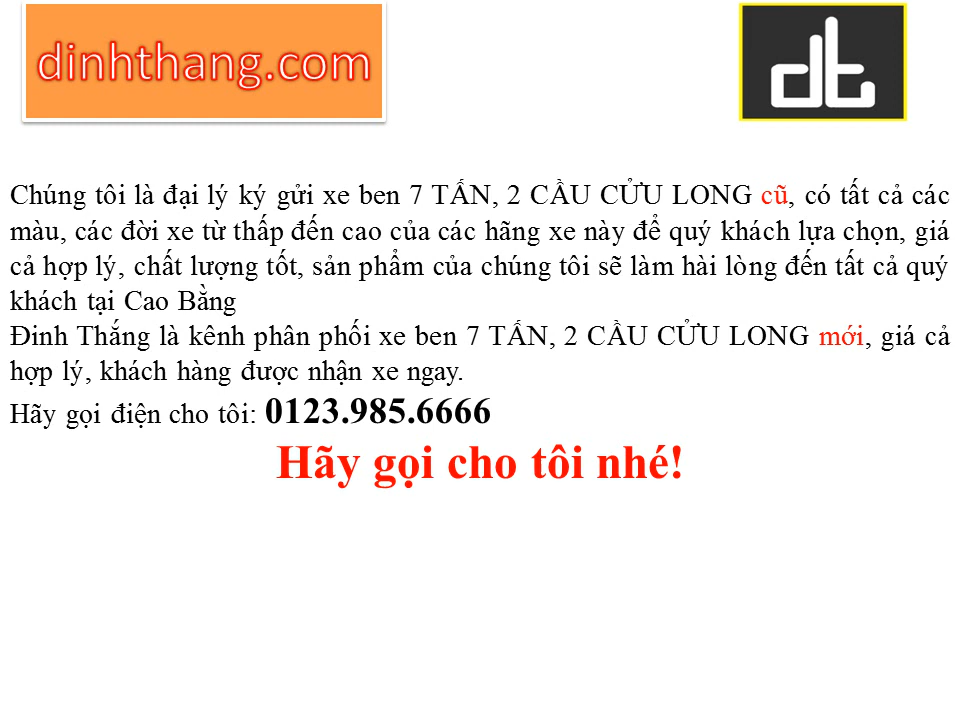 dinhthang.com
dt
Chúng tôi là đại lý ký gửi xe ben 7 TẤN, 2 CẦU CỬU LONG cũ, có tất cả các
màu, các đời xe từ thấp đến cao của các hãng xe này để quý khách lựa chọn, giá
cả hợp lý, chất lượng tốt, sản phẩm của chúng tôi sẽ làm hài lòng đến tất cả quý
khách tại Cao Bằng
Đinh Thắng là kênh phân phối xe ben 7 TẤN, 2 CẦU CỬU LONG mới, giá cả
hợp lý, khách hàng được nhận xe ngay.
Hãy gọi điện cho tôi: 0123.985.6666
Hãy gọi cho tôi nhé!